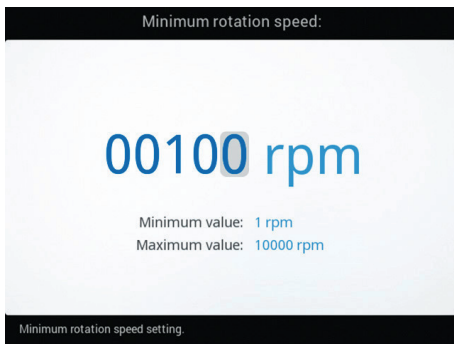 Minimum rotation speed:
00100 rpm
Minimum value: 1 rpm
Maximum value: 10000 rpm
Minimum rotation speed setting.